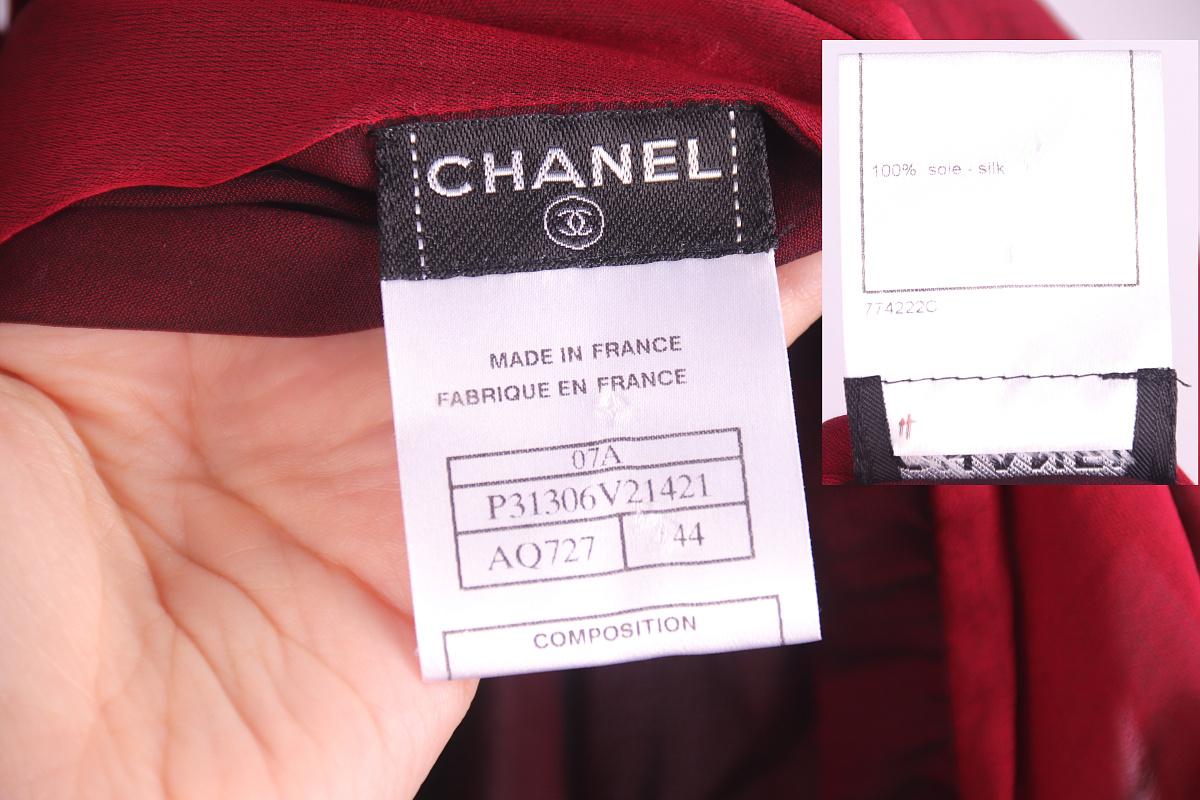 CHANEL
MADE IN FRANCE
FABRIQUE EN FRANCE
07A
P31306V21421
AQ727
44
COMPOSITION
100% soie - silk
774222C